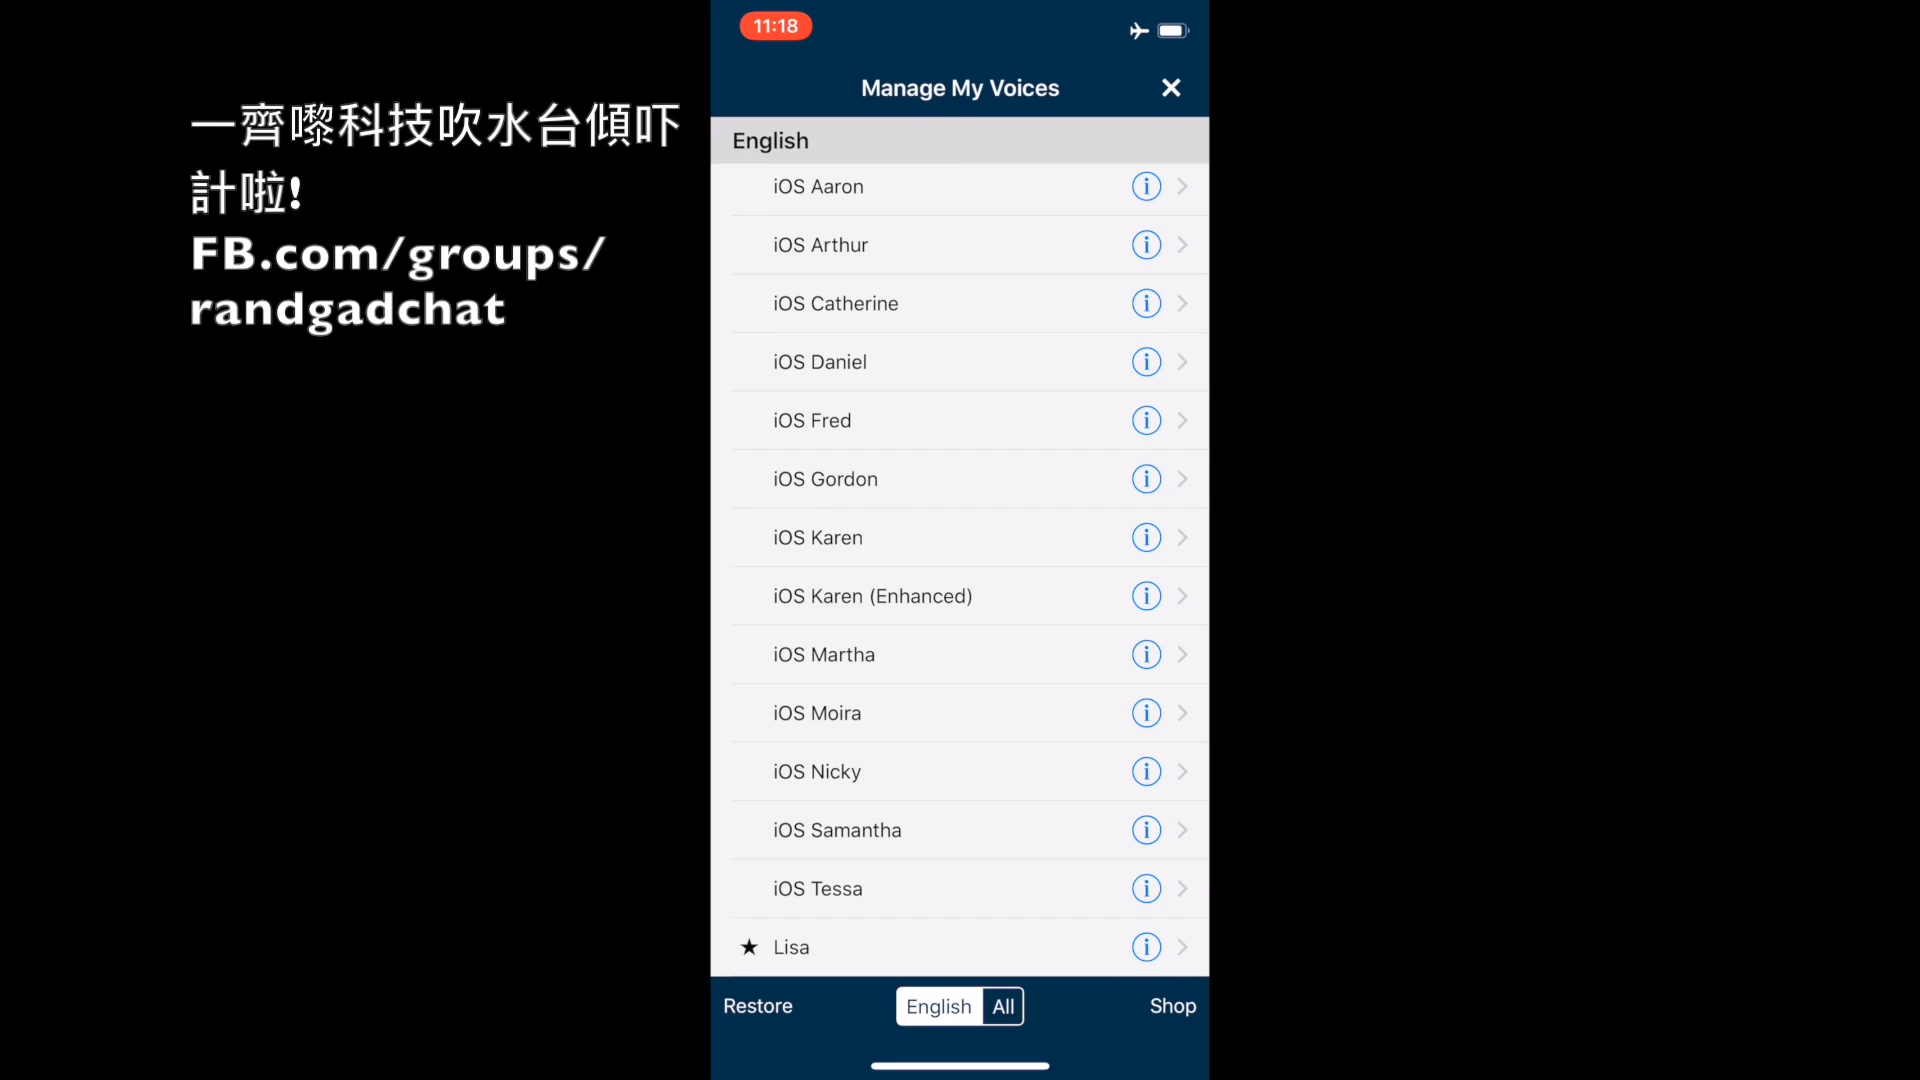 一齊嚟科技吹水台傾吓
計啦!
FB.com/groups/
randgadchat
11:18
Manage My Voices
English
iOS Aaron
iOS Arthur
iOS Catherine
iOS Daniel
iOS Fred
iOS Gordon
iOS Karen
iOS Karen (Enhanced)
iOS Martha
iOS Moira
iOS Nicky
iOS Samantha
iOS Tessa
★ Lisa
Restore English All Shop